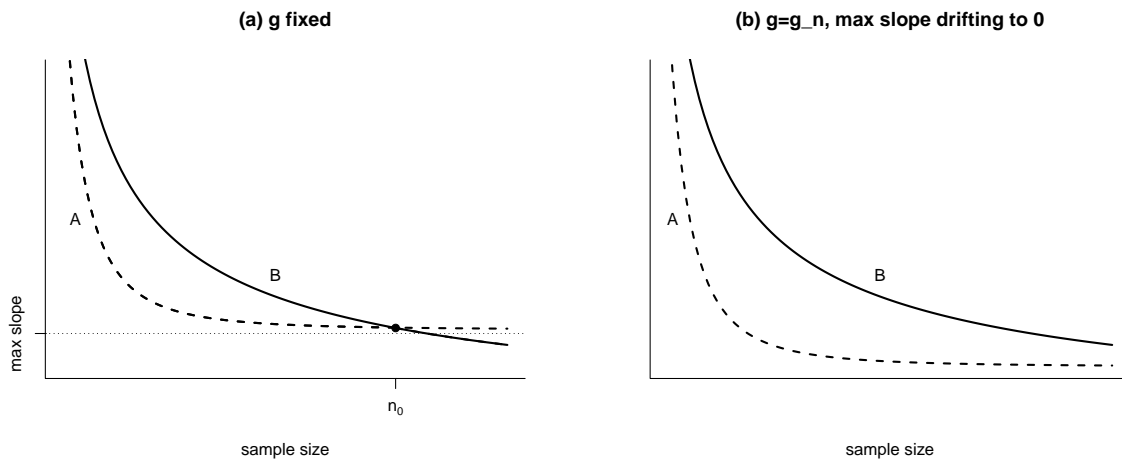 (a) g fixed
A
B
max slope
n₀
sample size
(b) g=g_n, max slope drifting to 0
A
B
sample size